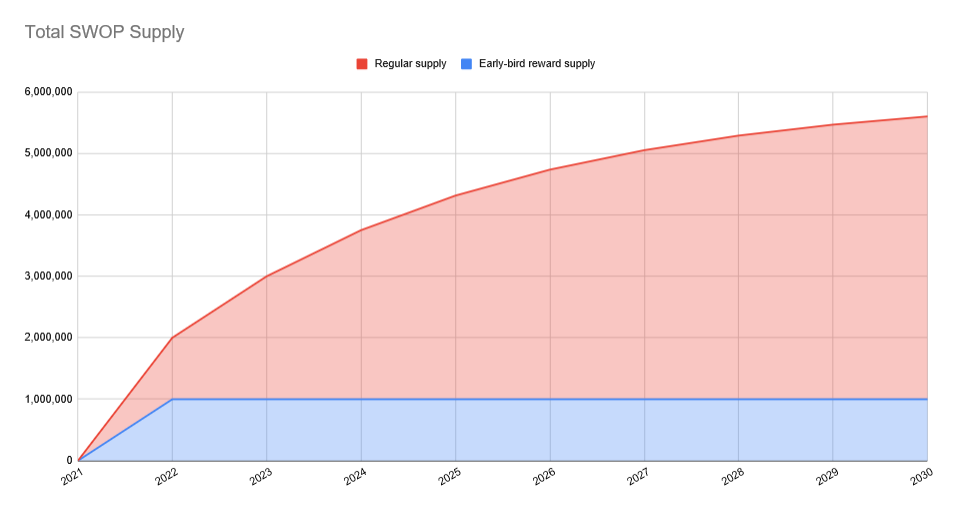 Total SWOP Supply
Regular supply Early-bird reward supply
6,000,000
5,000,000
4,000,000
3,000,000
2,000,000
1,000,000
0
2021 2022 2023 2024 2025 2026 2027 2028 2029 2030